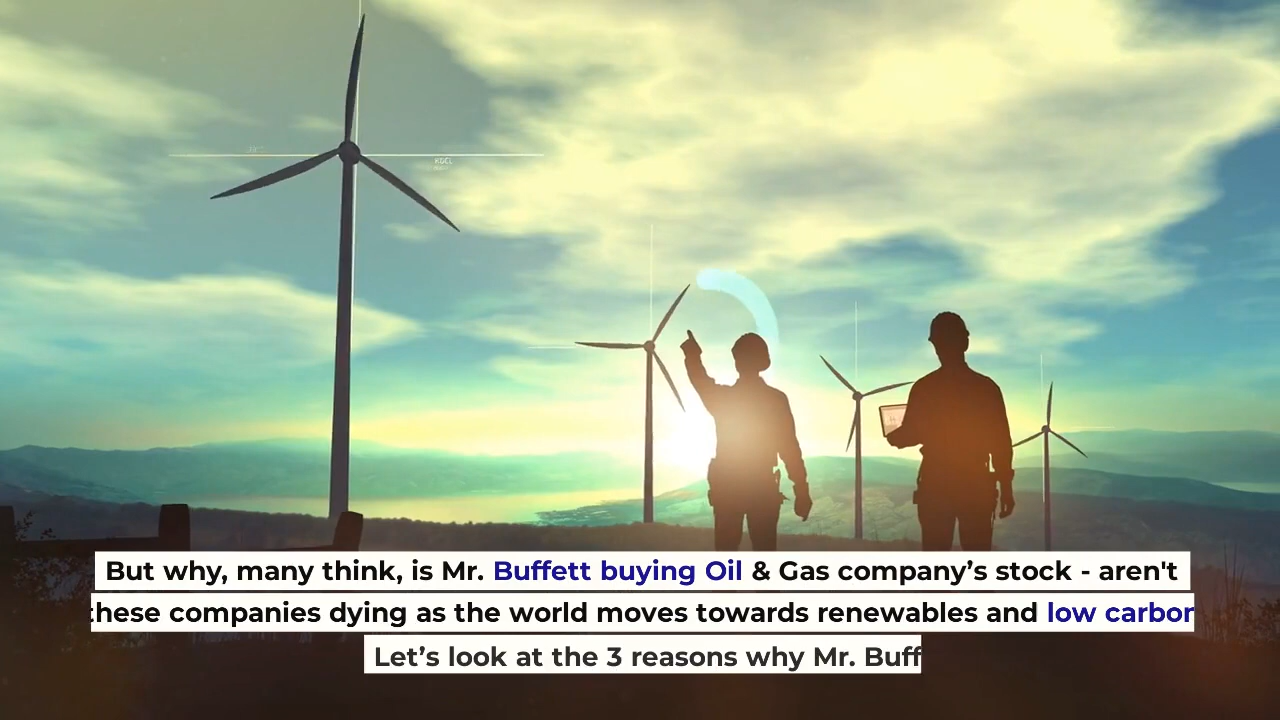 But why, many think, is Mr. Buffett buying Oil & Gas company’s stock - aren't
these companies dying as the world moves towards renewables and low carbon
Let’s look at the 3 reasons why Mr. Buff